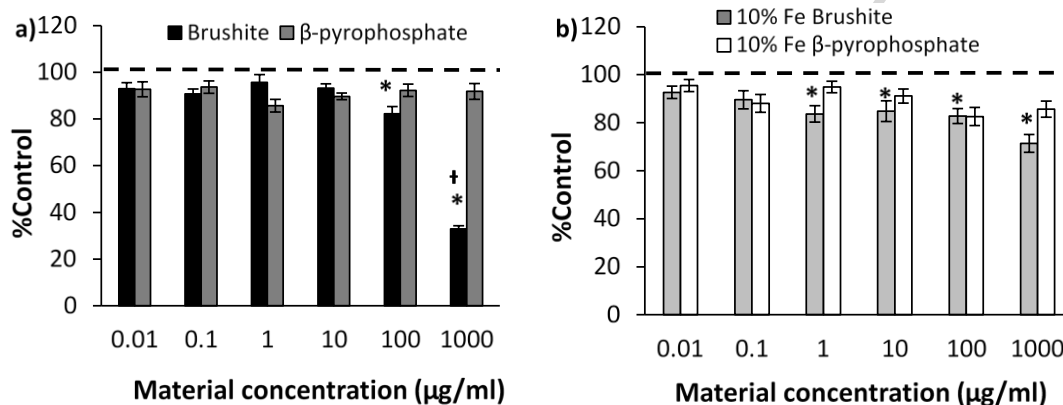 a)
Brushite β-pyrophosphate
120
100
80
60
40
20
0
%Control
*
ƚ
*
0.01 0.1 1 10 100 1000
Material concentration (µg/ml)
b)
10% Fe Brushite
10% Fe β-pyrophosphate
120
100
80
60
40
20
0
%Control
* * * *
0.01 0.1 1 10 100 1000
Material concentration (µg/ml)